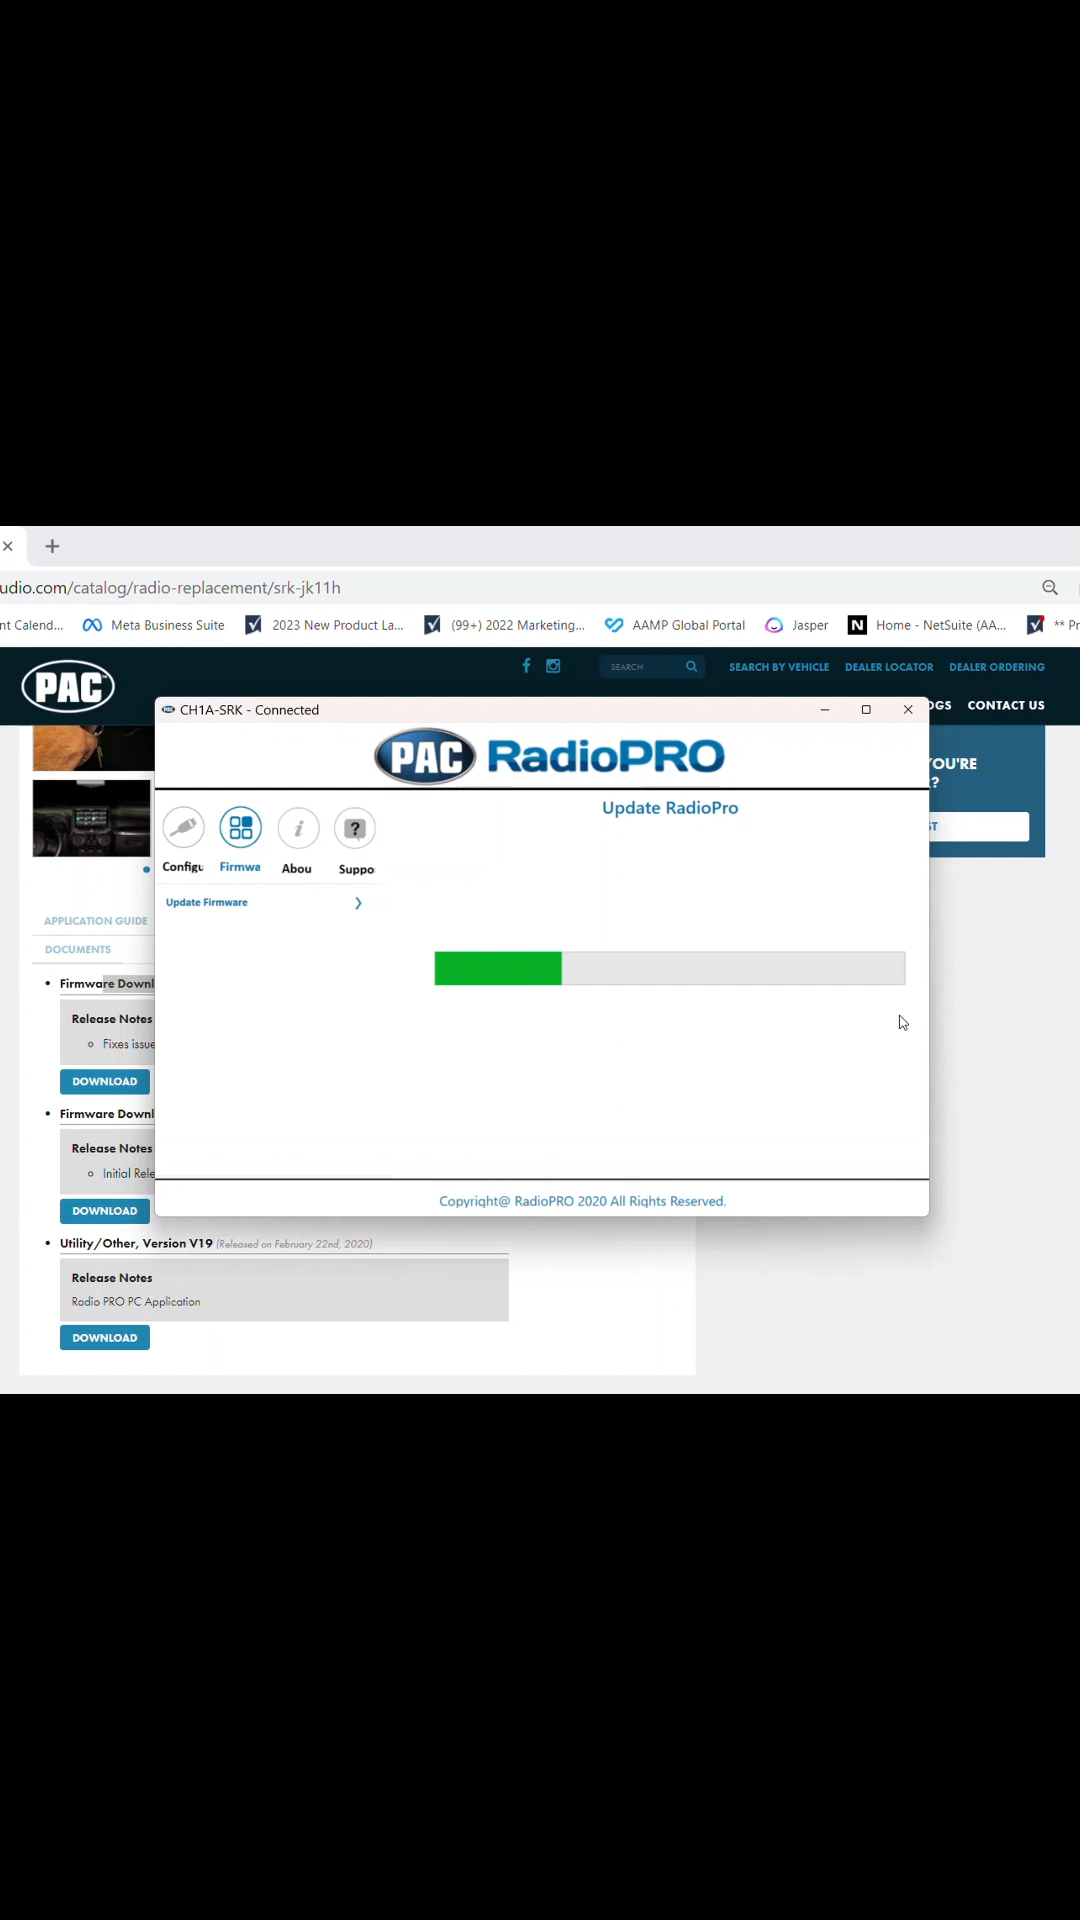 udio.com/catalog/radio-replacement/srk-jk11h
nt Calend... Meta Business Suite 2023 New Product La... (99+) 2022 Marketing... AAMP Global Portal Jasper N Home - NetSuite (AA... ** Pr
PAC
SEARCH
SEARCH BY VEHICLE DEALER LOCATOR DEALER ORDERING
OGS CONTACT US
CH1A-SRK - Connected
PAC RadioPRO
YOU'RE
?
ST
Update RadioPro
Configu Firmwa Abou Suppo
Update Firmware
APPLICATION GUIDE
DOCUMENTS
Firmware Downl
Release Notes
Fixes issue
DOWNLOAD
Firmware Downl
Release Notes
Initial Rele
DOWNLOAD
Copyright@ RadioPRO 2020 All Rights Reserved.
Utility/Other, Version V19 (Released on February 22nd, 2020)
Release Notes
Radio PRO PC Application
DOWNLOAD